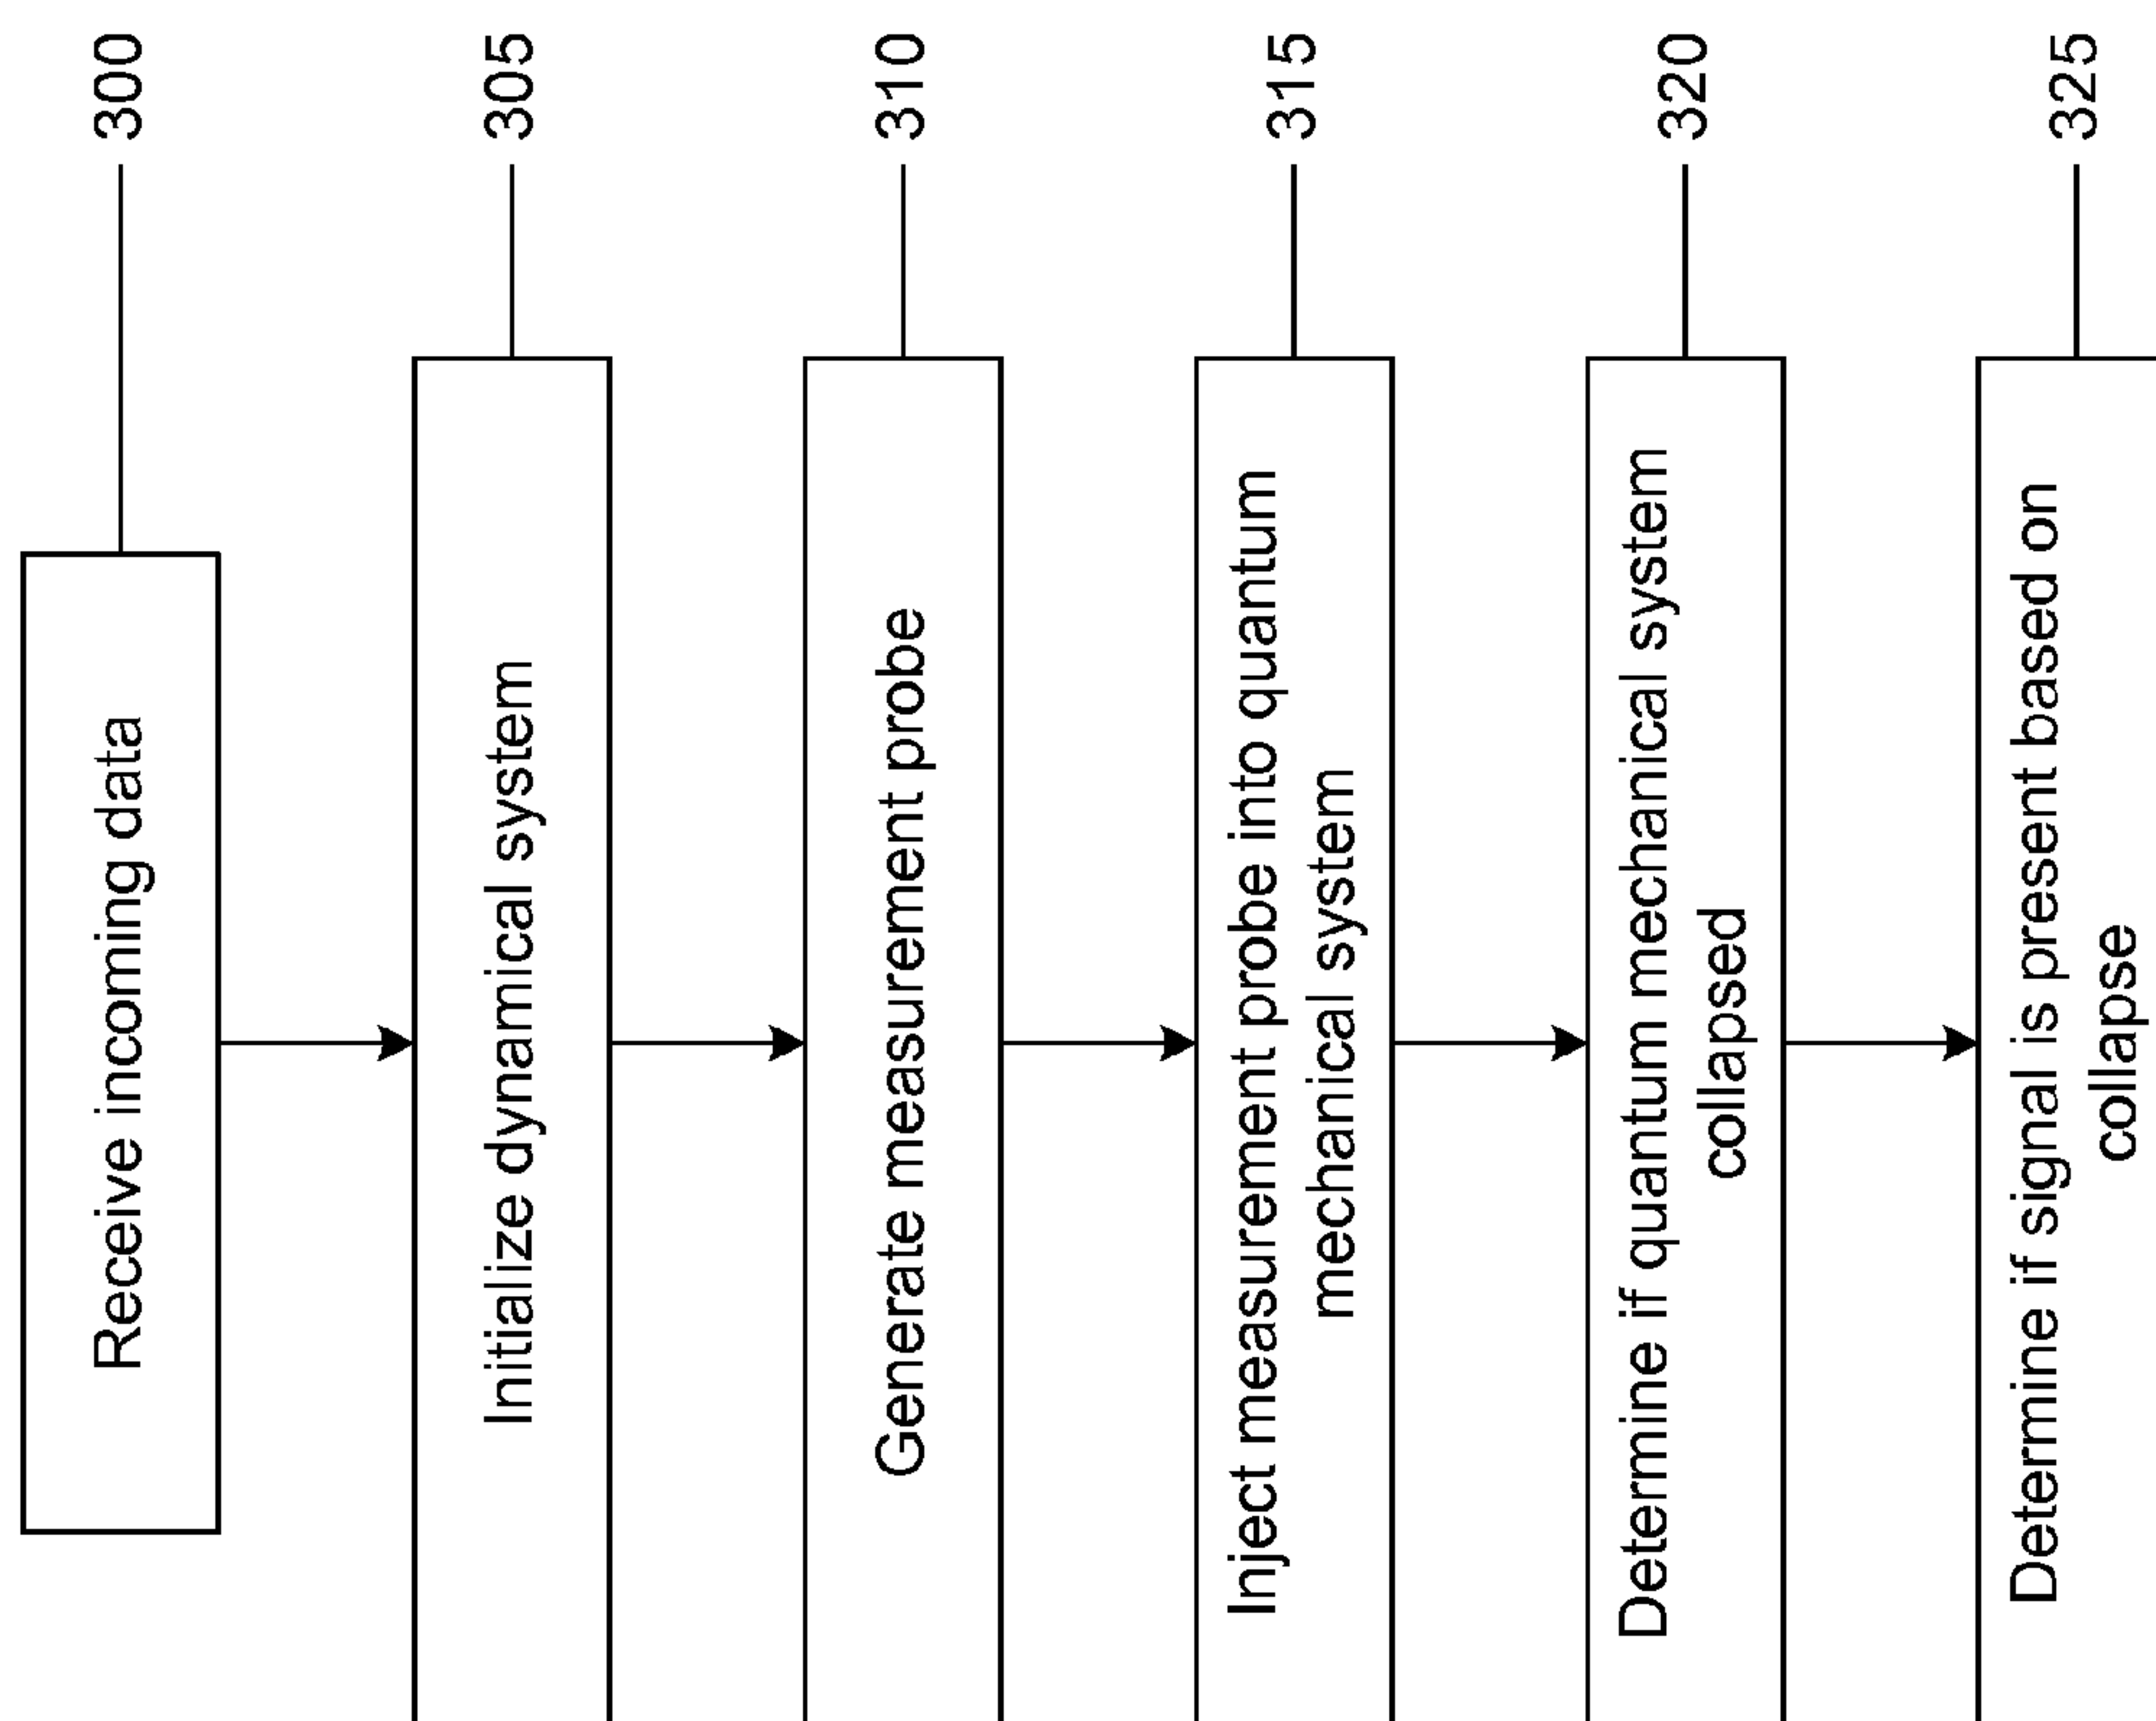 Receive incoming data
300
Initialize dynamical system
305
Generate measurement probe
310
Inject measurement probe into quantum
mechanical system
315
Determine if quantum mechanical system
collapsed
320
Determine if signal is present based on
collapse
325